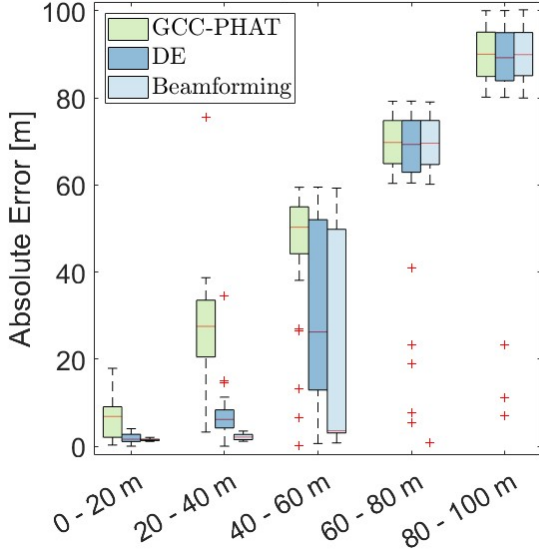 100
80
60
40
20
0
Absolute Error [m]
GCC-PHAT
DE
Beamforming
0 - 20 m
20 - 40 m
40 - 60 m
60 - 80 m
80 - 100 m